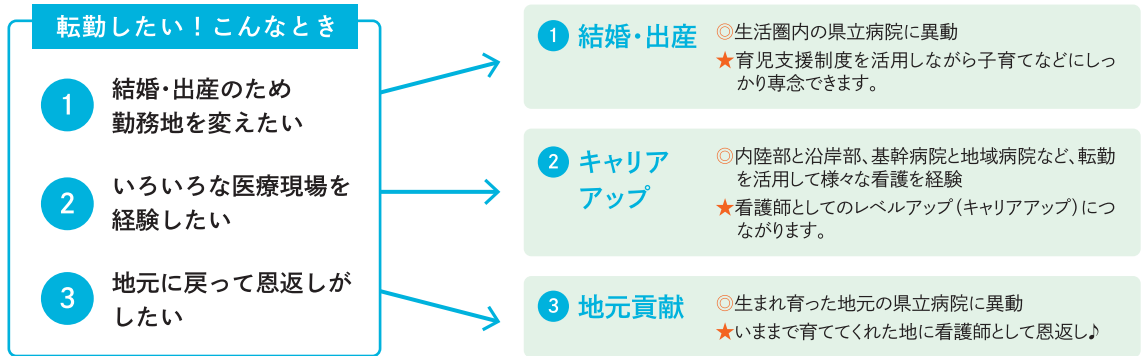 転勤したい！こんなとき
1 結婚・出産のため
勤務地を変えたい
2 いろいろな医療現場を
経験したい
3 地元に戻って恩返しが
したい
1 結婚・出産
◎生活圏内の県立病院に異動
★育児支援制度を活用しながら子育てなどにしっ
かり専念できます。
2 キャリア
アップ
◎内陸部と沿岸部、基幹病院と地域病院など、転勤
を活用して様々な看護を経験
★看護師としてのレベルアップ（キャリアアップ）につ
ながります。
3 地元貢献
◎生まれ育った地元の県立病院に異動
★いままで育ててくれた地に看護師として恩返し♪